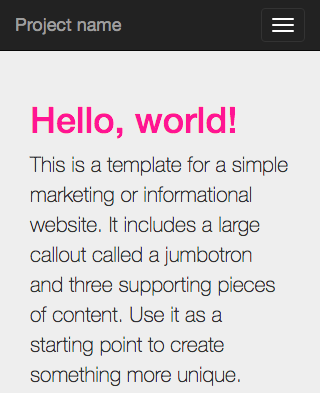 Project name
Hello, world!
This is a template for a simple
marketing or informational
website. It includes a large
callout called a jumbotron
and three supporting pieces
of content. Use it as a
starting point to create
something more unique.